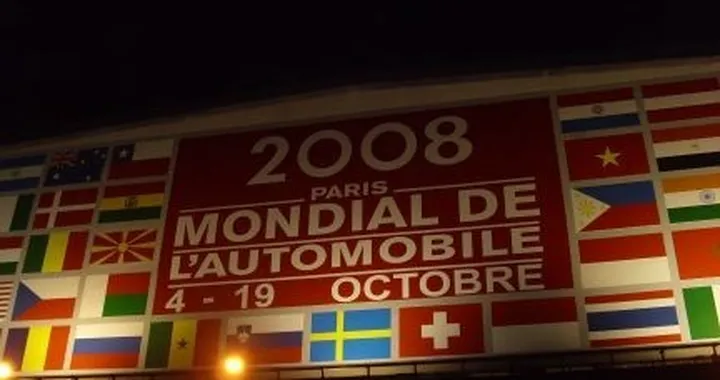 2008
PARIS
MONDIAL DE
L'AUTOMOBILE
4 - 19 OCTOBRE